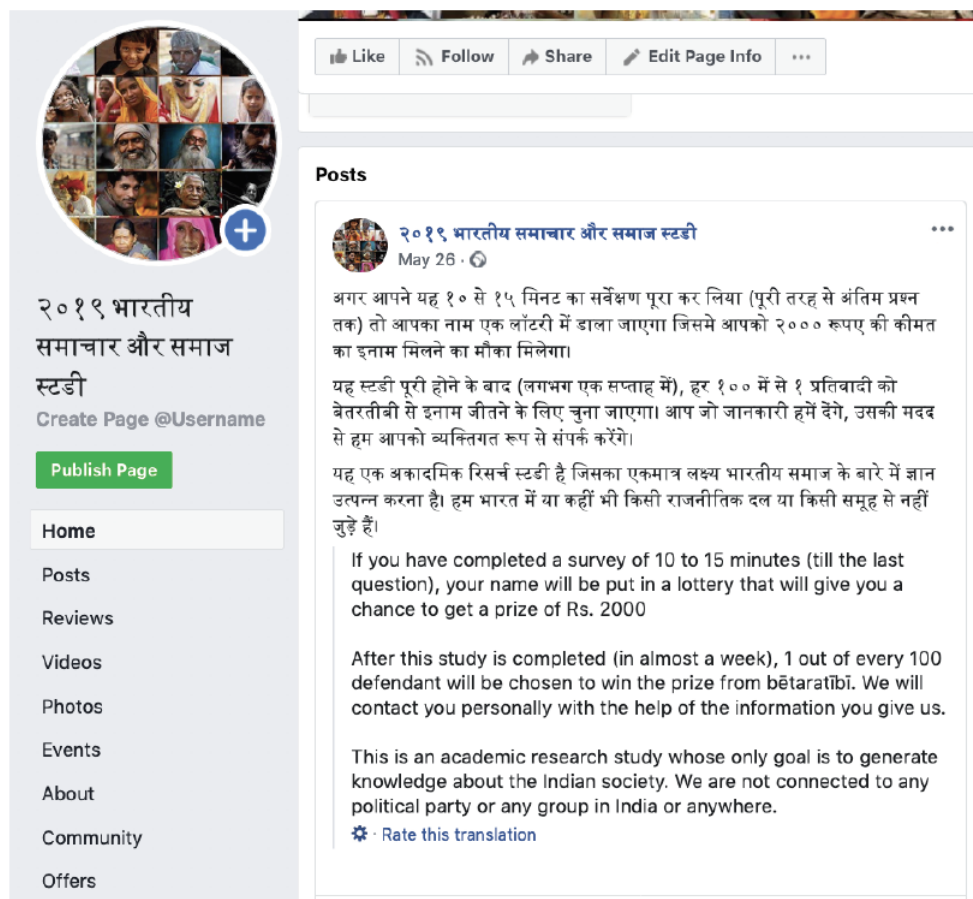 Like
Follow
Share
Edit Page Info
Posts
२०१९ भारतीय समाचार और समाज स्टडी
May 26
अगर आपने यह १० से १५ मिनट का सर्वेक्षण पूरा कर लिया (पूरी तरह से अंतिम प्रश्न
तक) तो आपका नाम एक लॉटरी में डाला जाएगा जिसमे आपको २००० रूपए की कीमत
का इनाम मिलने का मौका मिलेगा।
यह स्टडी पूरी होने के बाद (लगभग एक सप्ताह में), हर १०० में से १ प्रतिवादी को
बेतरतीबी से इनाम जीतने के लिए चुना जाएगा। आप जो जानकारी हमें देंगे, उसकी मदद
से हम आपको व्यक्तिगत रूप से संपर्क करेंगे।
यह एक अकादमिक रिसर्च स्टडी है जिसका एकमात्र लक्ष्य भारतीय समाज के बारे में ज्ञान
उत्पन्न करना है। हम भारत में या कहीं भी किसी राजनीतिक दल या किसी समूह से नहीं
जुड़े हैं।
If you have completed a survey of 10 to 15 minutes (till the last
question), your name will be put in a lottery that will give you a
chance to get a prize of Rs. 2000
After this study is completed (in almost a week), 1 out of every 100
defendant will be chosen to win the prize from bētaratībī. We will
contact you personally with the help of the information you give us.
This is an academic research study whose only goal is to generate
knowledge about the Indian society. We are not connected to any
political party or any group in India or anywhere.
Rate this translation
२०१९ भारतीय
समाचार और समाज
स्टडी
Create Page @Username
Publish Page
Home
Posts
Reviews
Videos
Photos
Events
About
Community
Offers